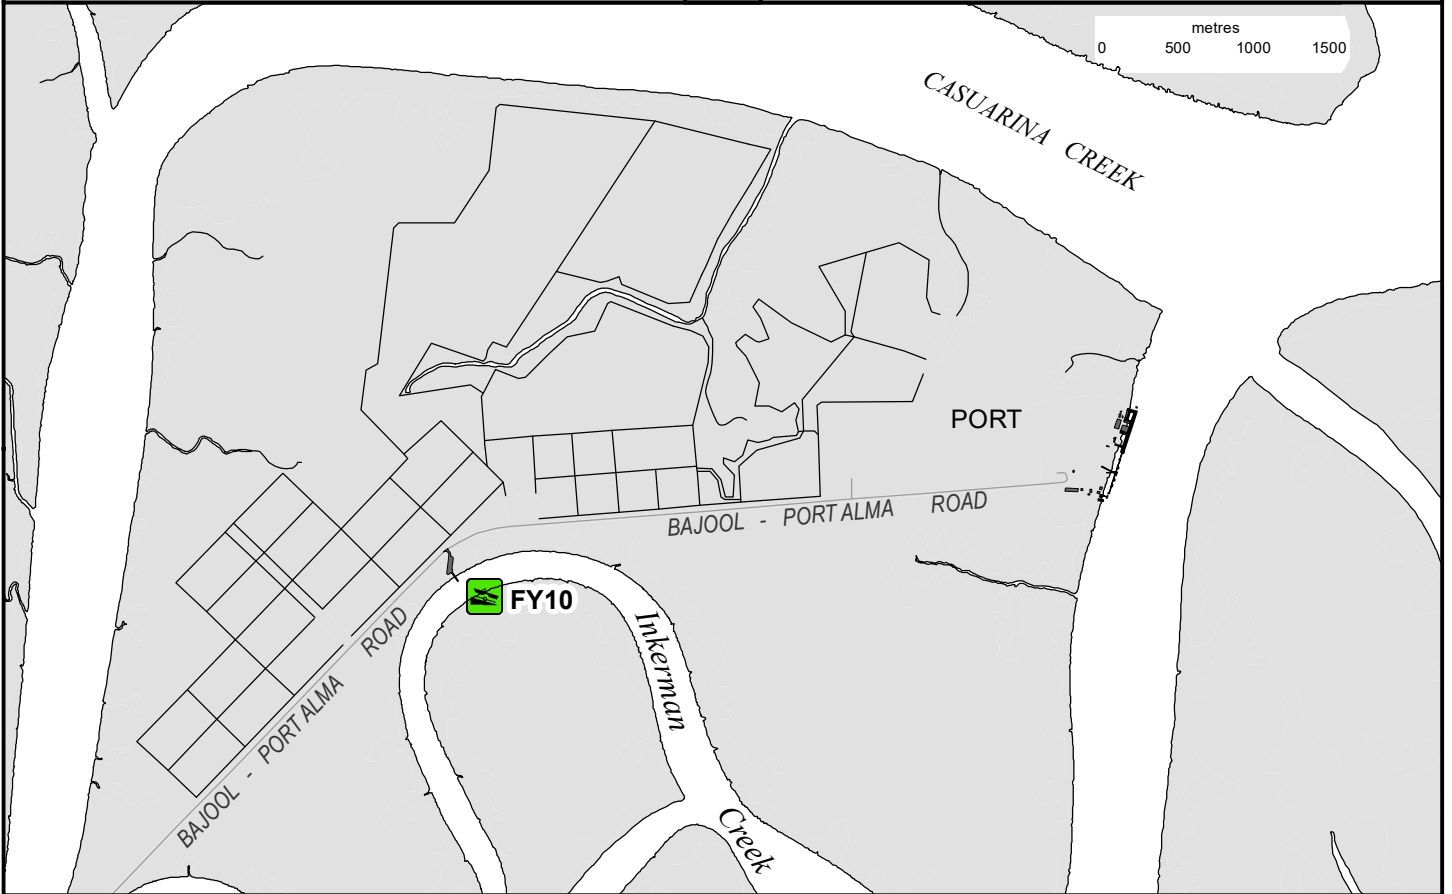 metres
0 500 1000 1500
CASUARINA CREEK
PORT
BAJOOL - PORT ALMA ROAD
FY10
BAJOOL - PORT ALMA ROAD
Inkerman
Creek